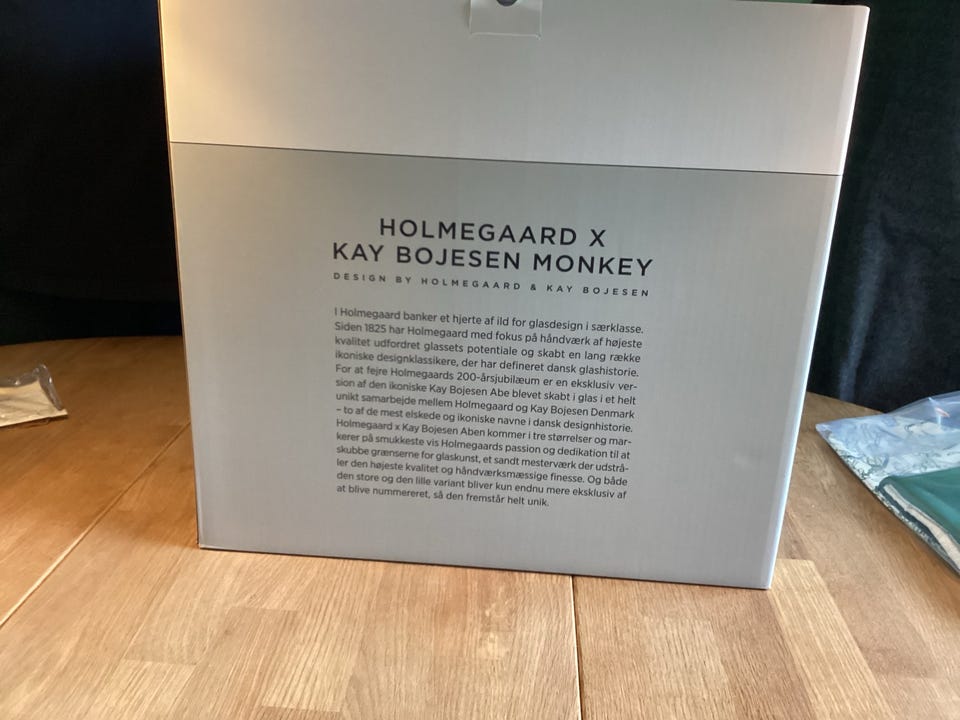 HOLMEGAARD X
KAY BOJESEN MONKEY
DESIGN BY HOLMEGAARD & KAY BOJESEN
I Holmegaard banker et hjerte af ild for glasdesign i særklasse.
Siden 1825 har Holmegaard med fokus på håndværk af højeste
kvalitet udfordret glassets potentiale og skabt en lang række
ikoniske designklassikere, der har defineret dansk glashistorie.
For at fejre Holmegaards 200-årsjubilæum er en eksklusiv ver-
sion af den ikoniske Kay Bojesen Abe blevet skabt i glas i et helt
unikt samarbejde mellem Holmegaard og Kay Bojesen Denmark
– to af de mest elskede og ikoniske navne i dansk designhistorie.
Holmegaard x Kay Bojesen Aben kommer i tre størrelser og mar-
kerer på smukkeste vis Holmegaards passion og dedikation til at
skubbe grænserne for glaskunst, et sandt mesterværk der udstrå-
ler den højeste kvalitet og håndværksmæssige finesse. Og både
den store og den lille variant bliver kun endnu mere eksklusiv af
at blive nummereret, så den fremstår helt unik.